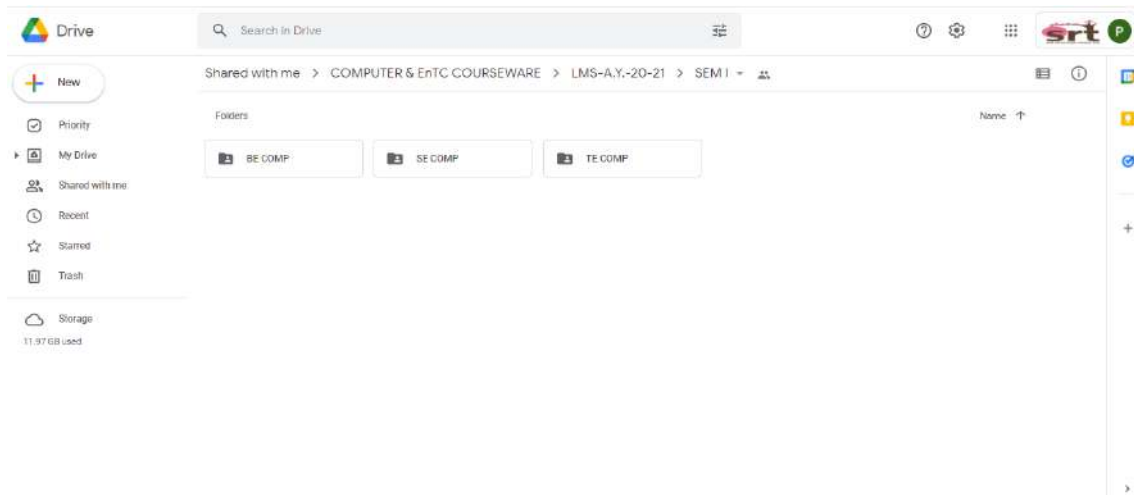 Drive
Search in Drive
srt
P
New
Shared with me > COMPUTER & EnTC COURSEWARE > LMS-A.Y.-20-21 > SEM I
Folders
Name
Priority
My Drive
Shared with me
Recent
Starred
Trash
Storage
11.97 GB used
BE COMP
SE COMP
TE COMP